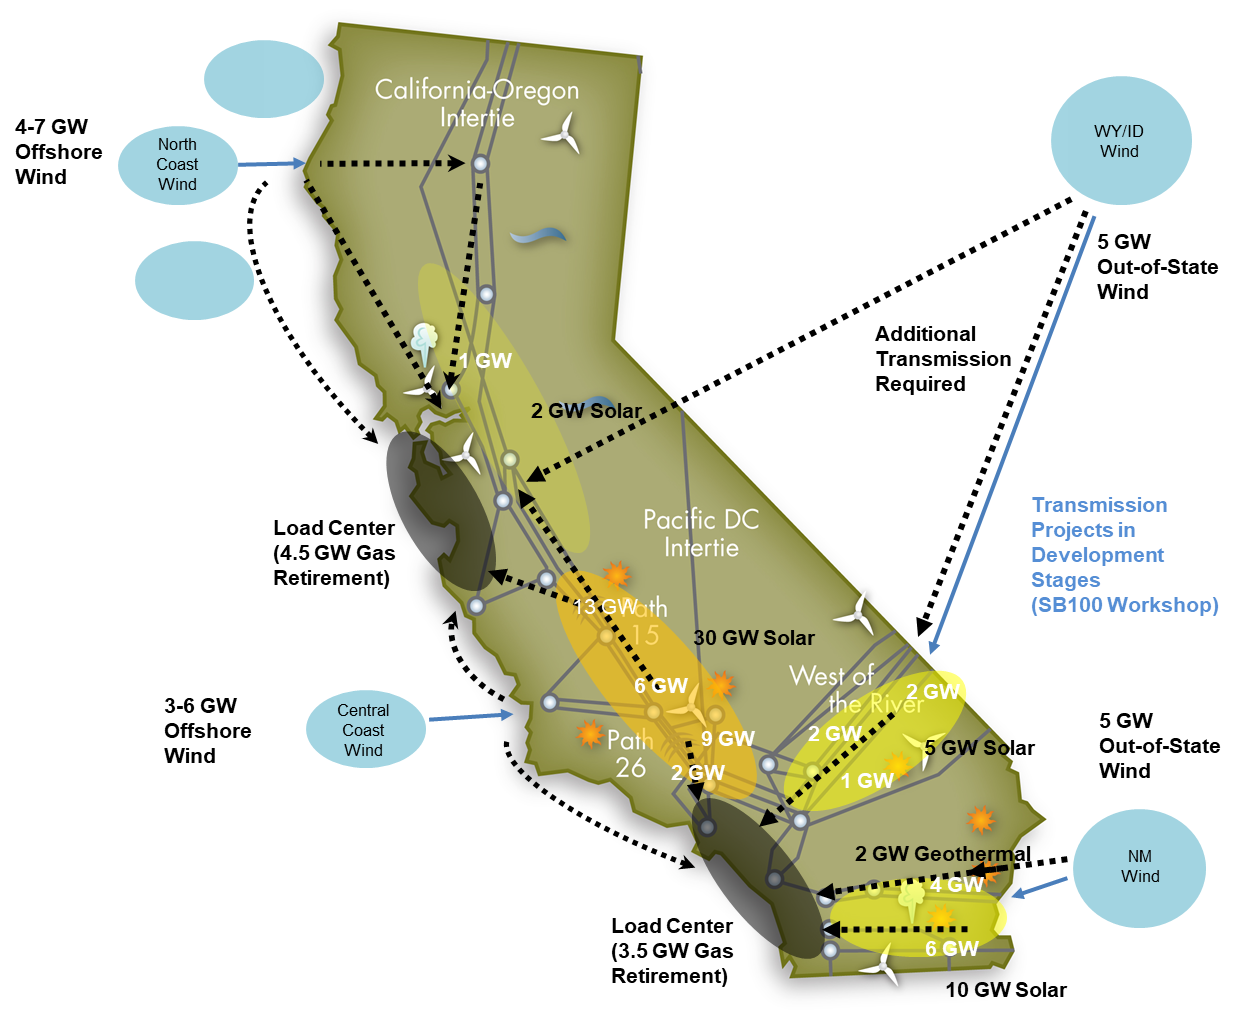 California-Oregon
Intertie
4-7 GW
Offshore
Wind
North
Coast
Wind
WY/ID
Wind
5 GW
Out-of-State
Wind
Additional
Transmission
Required
1 GW
2 GW Solar
Load Center
(4.5 GW Gas
Retirement)
Pacific DC
Intertie
Transmission
Projects in
Development
Stages
(SB100 Workshop)
13 GW
Path
15
30 GW Solar
6 GW
West of
the River
2 GW
2 GW
3-6 GW
Offshore
Wind
Central
Coast
Wind
9 GW
Path
26
2 GW
5 GW Solar
1 GW
5 GW
Out-of-State
Wind
2 GW Geothermal
4 GW
NM
Wind
Load Center
(3.5 GW Gas
Retirement)
6 GW
10 GW Solar